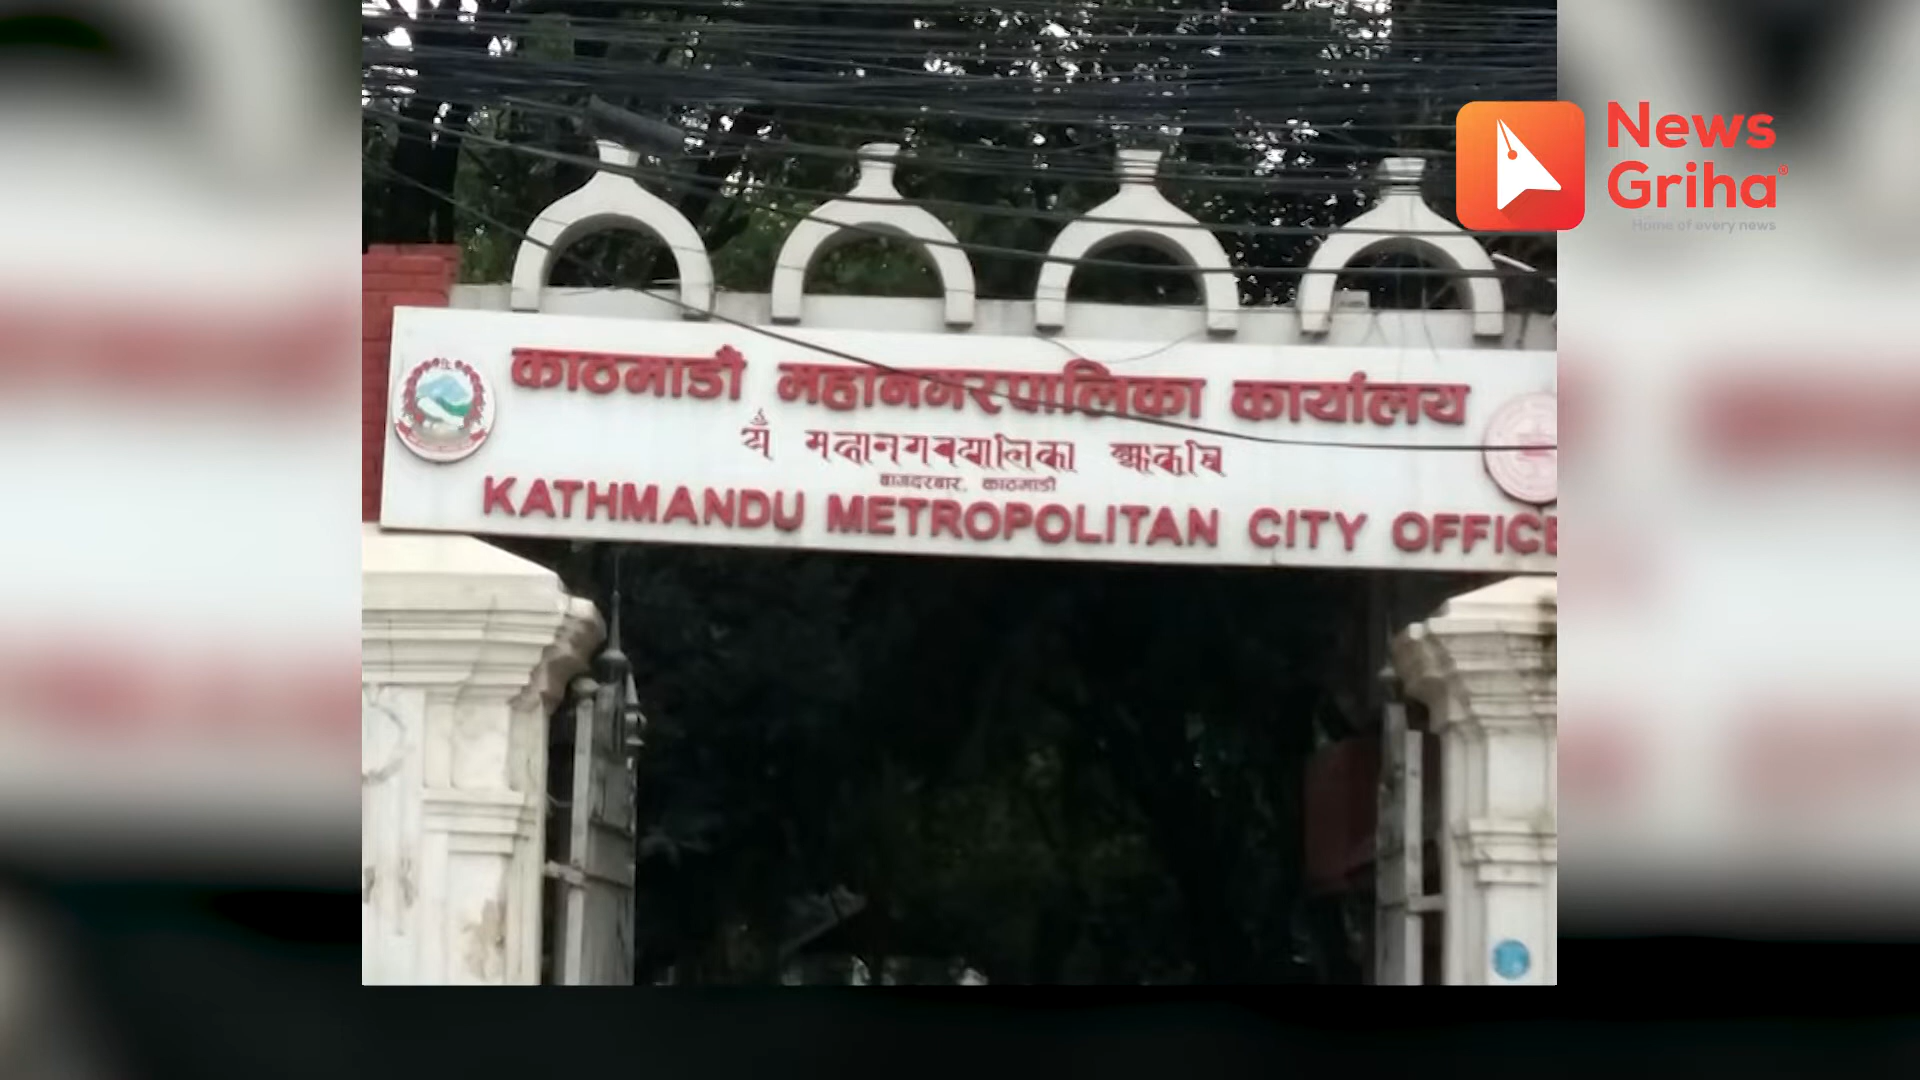 काठमाडौं महानगरपालिका कार्यालय
बागदरबार, काठमाडौं
KATHMANDU METROPOLITAN CITY OFFICE
News
Griha®
Home of every news